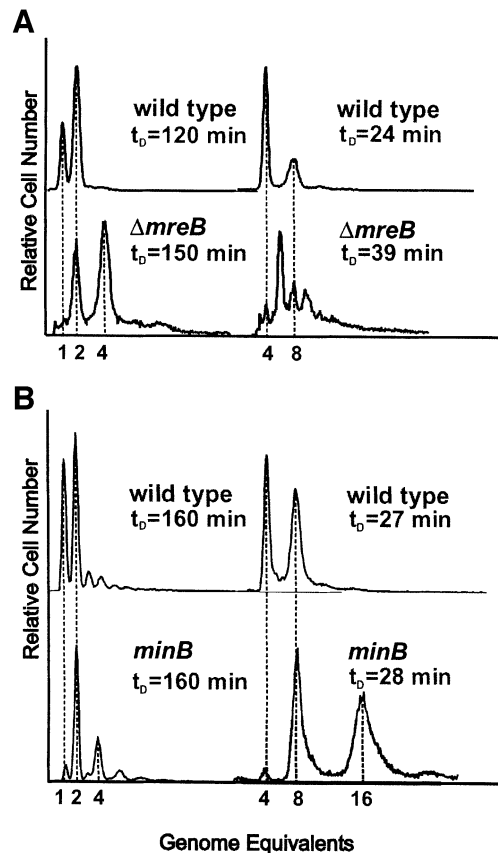 A
Relative Cell Number
wild type
tD=120 min
wild type
tD=24 min
ΔmreB
tD=150 min
ΔmreB
tD=39 min
1 2 4 4 8
B
Relative Cell Number
wild type
tD=160 min
wild type
tD=27 min
minB
tD=160 min
minB
tD=28 min
1 2 4 4 8 16
Genome Equivalents